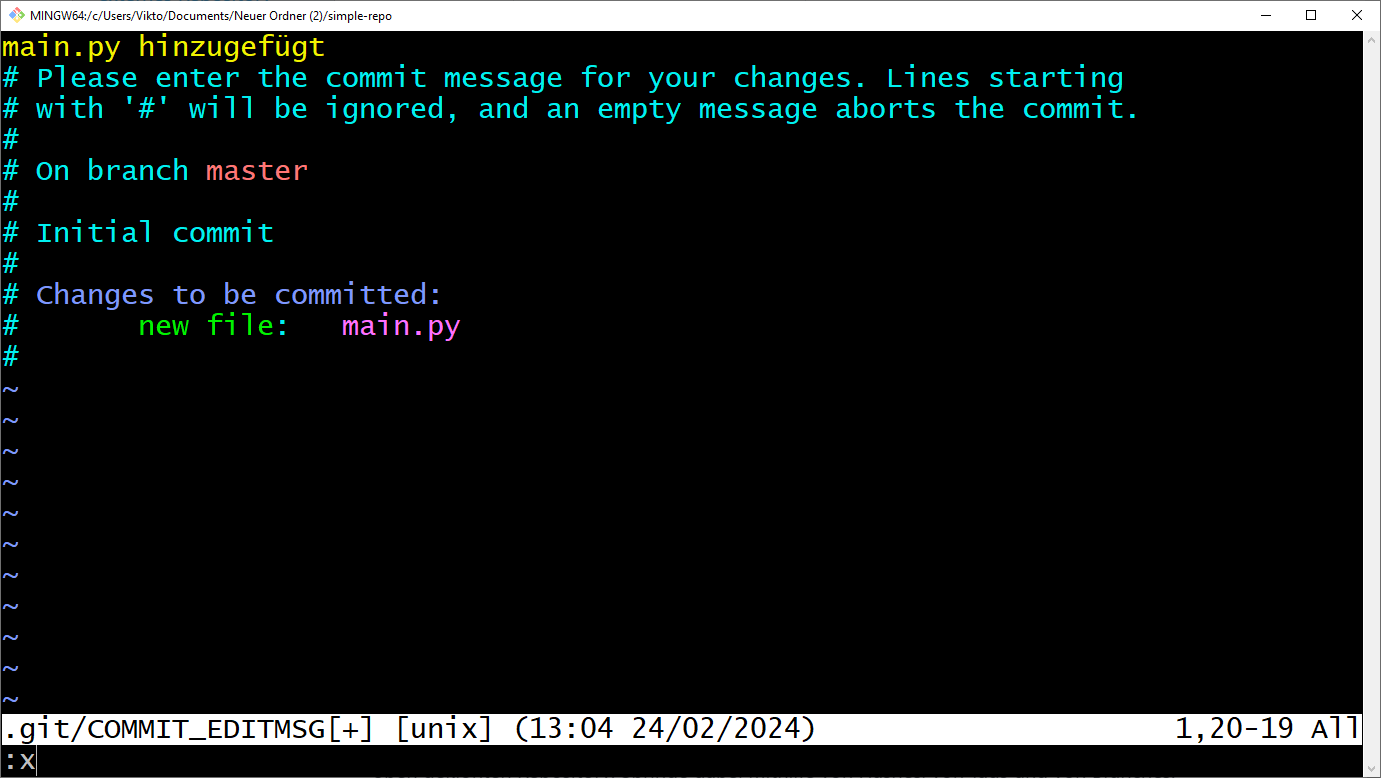 MINGW64:/c/Users/Vikto/Documents/Neuer Ordner (2)/simple-repo
main.py hinzugefügt
# Please enter the commit message for your changes. Lines starting
# with '#' will be ignored, and an empty message aborts the commit.
#
# On branch master
#
# Initial commit
#
# Changes to be committed:
#       new file:   main.py
#
~
~
~
~
~
~
~
~
~
~
~
.git/COMMIT_EDITMSG[+] [unix] (13:04 24/02/2024) 1,20-19 All
:x